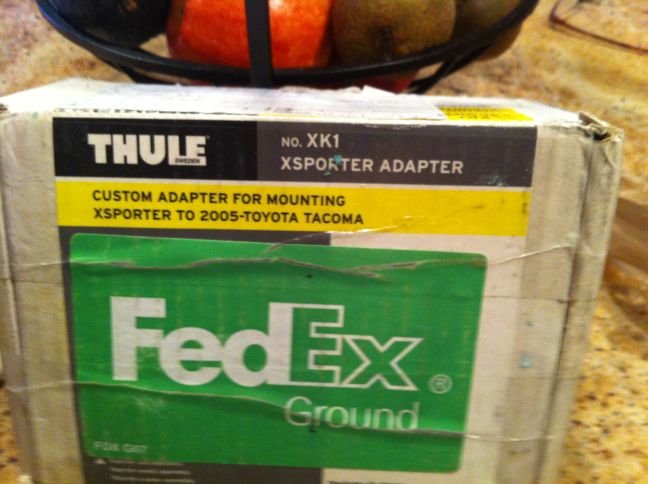 THULE
SWEDEN
NO. XK1
XSPORTER ADAPTER
CUSTOM ADAPTER FOR MOUNTING
XSPORTER TO 2005-TOYOTA TACOMA
FedEx®
Ground